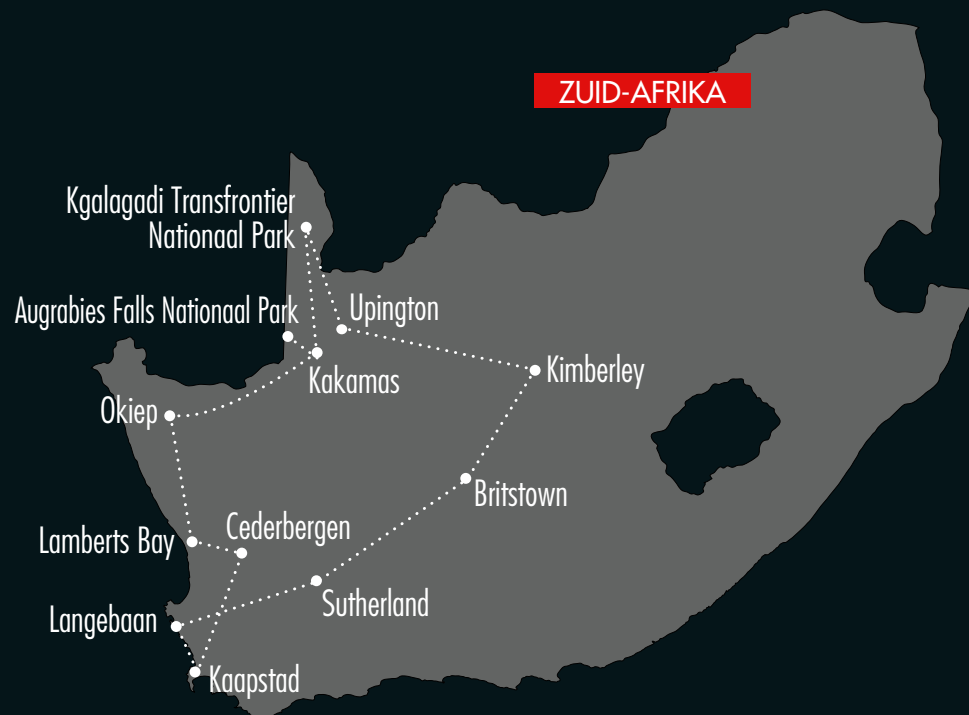 ZUID-AFRIKA
Kgalagadi Transfrontier
Nationaal Park
Augrabies Falls Nationaal Park
Upington
Kakamas
Kimberley
Okiep
Britstown
Cederbergen
Lamberts Bay
Sutherland
Langebaan
Kaapstad